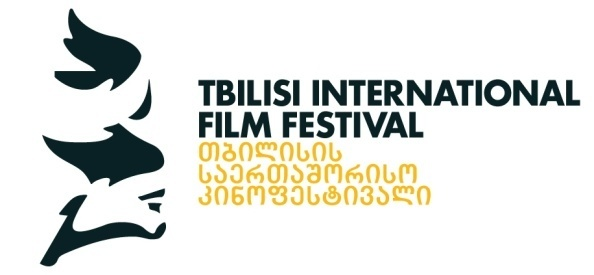 TBILISI INTERNATIONAL
FILM FESTIVAL
თბილისის
საერთაშორისო
კინოფესტივალი